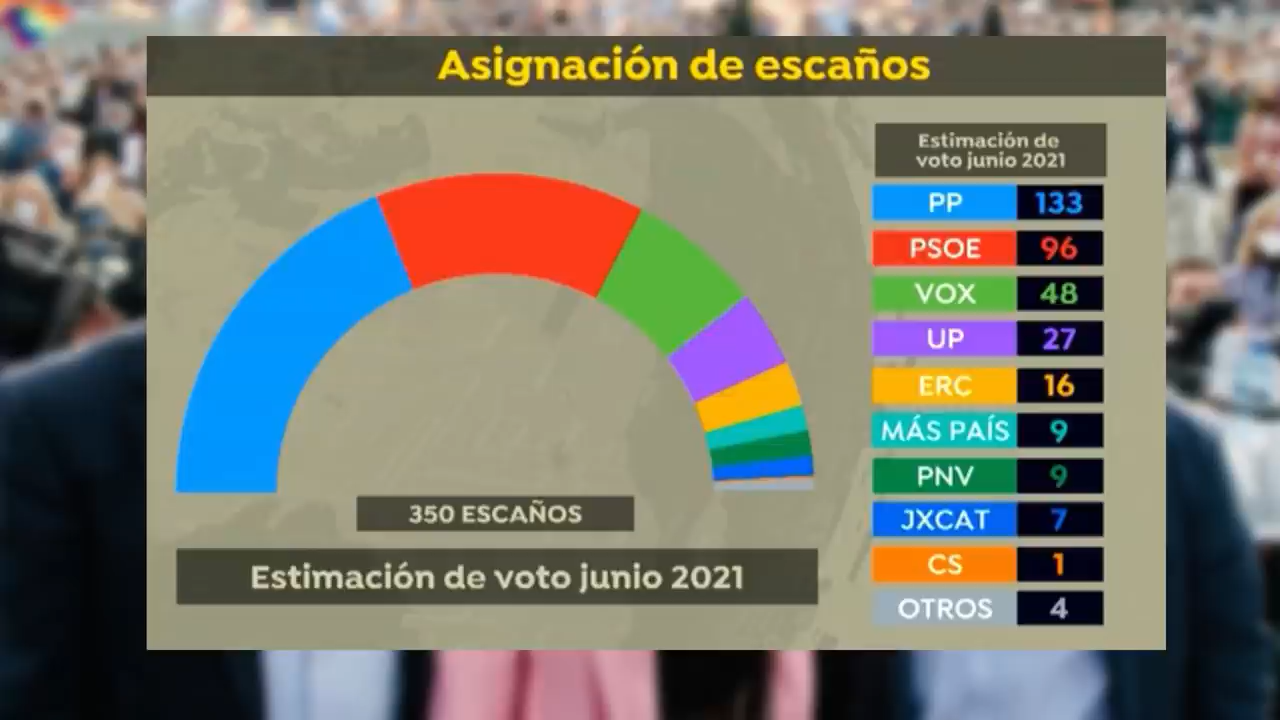 Asignación de escaños
Estimación de
voto junio 2021
PP 133
PSOE 96
VOX 48
UP 27
ERC 16
MÁS PAÍS 9
PNV 9
JXCAT 7
CS 1
OTROS 4
350 ESCAÑOS
Estimación de voto junio 2021